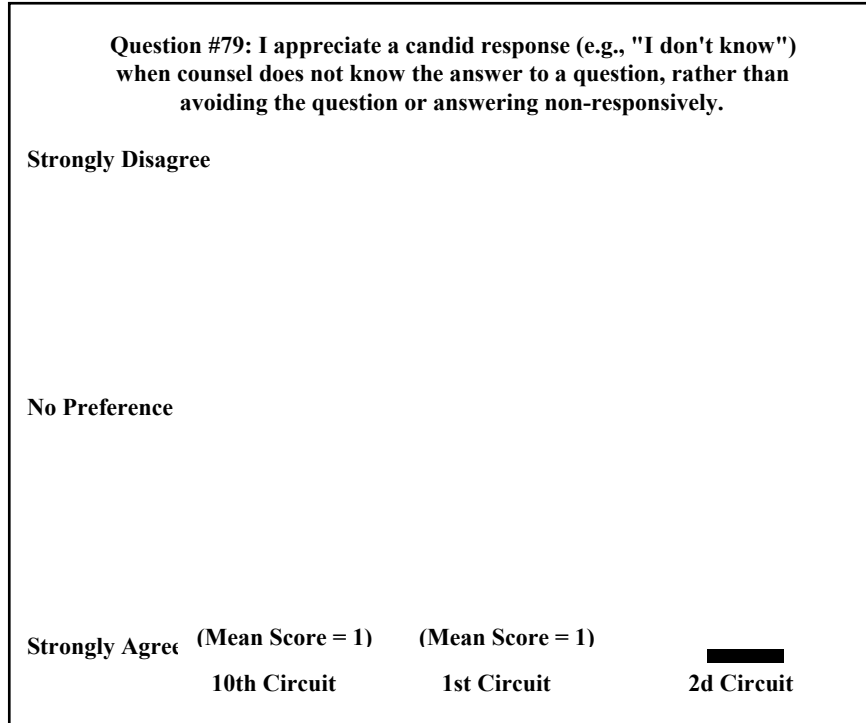 Question #79: I appreciate a candid response (e.g., "I don't know")
when counsel does not know the answer to a question, rather than
avoiding the question or answering non-responsively.
Strongly Disagree
No Preference
Strongly Agree (Mean Score = 1) (Mean Score = 1)
10th Circuit 1st Circuit 2d Circuit